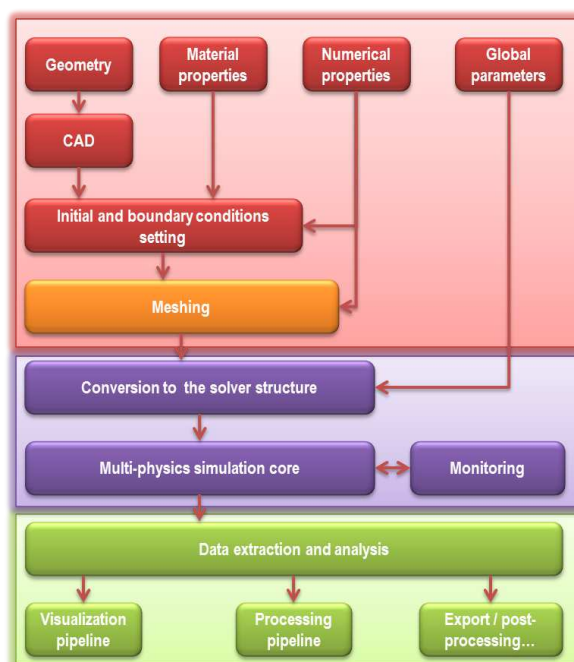 Geometry
Material
properties
Numerical
properties
Global
parameters
CAD
Initial and boundary conditions
setting
Meshing
Conversion to the solver structure
Multi-physics simulation core
Monitoring
Data extraction and analysis
Visualization
pipeline
Processing
pipeline
Export / post-
processing...